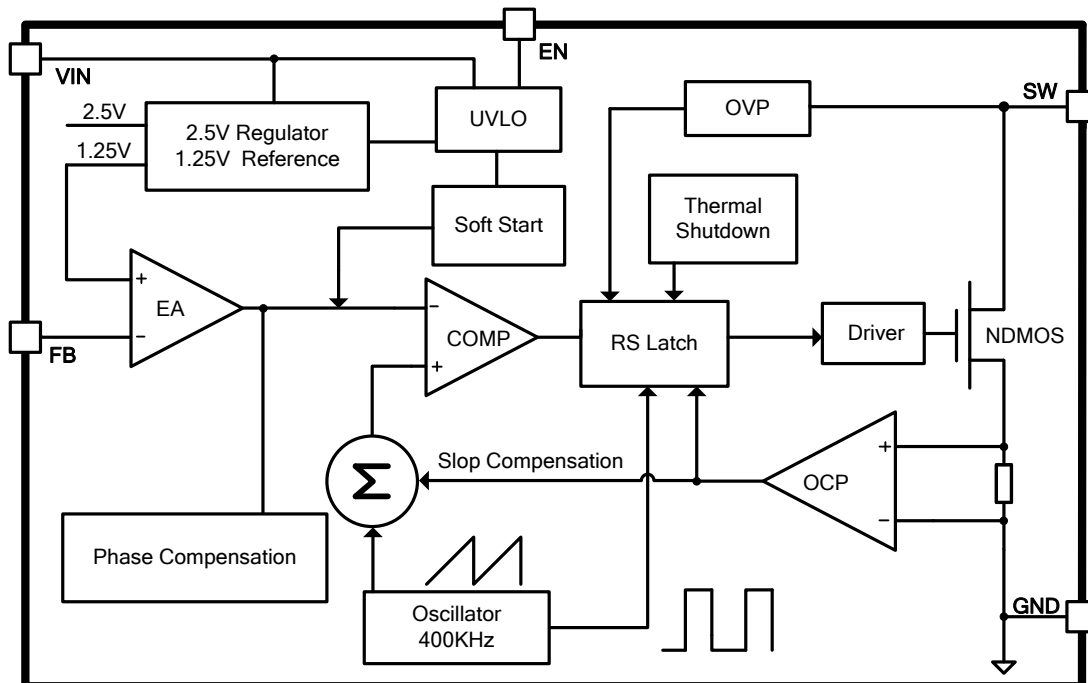 EN
VIN
SW
2.5V
2.5V Regulator
1.25V Reference
1.25V
UVLO
OVP
Soft Start
Thermal
Shutdown
+
EA
-
FB
-
COMP
+
RS Latch
Driver
NDMOS
Σ
Slop Compensation
+
OCP
-
Phase Compensation
Oscillator
400KHz
GND